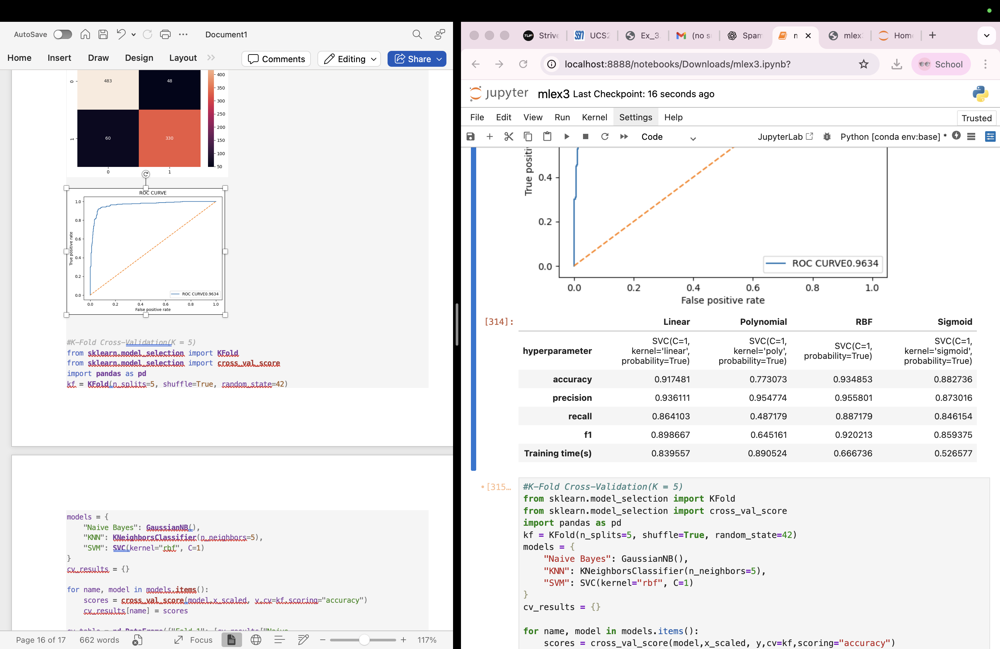 AutoSave
Document1
Home Insert Draw Design Layout
Comments
Editing
Share
0
483
48
1
60
330
0
1
400
350
300
250
200
150
100
50
ROC CURVE
1.0
0.8
0.6
0.4
0.2
0.0
True positive rate
ROC CURVE0.9634
0.0 0.2 0.4 0.6 0.8 1.0
False positive rate
#K-Fold Cross-Validation(K = 5)
from sklearn.model_selection import KFold
from sklearn.model_selection import cross_val_score
import pandas as pd
kf = KFold(n_splits=5, shuffle=True, random_state=42)
models = {
"Naive Bayes": GaussianNB(),
"KNN": KNeighborsClassifier(n_neighbors=5),
"SVM": SVC(kernel="rbf", C=1)
}
cv_results = {}
for name, model in models.items():
scores = cross_val_score(model,x_scaled, y,cv=kf,scoring="accuracy")
cv_results[name] = scores
Page 16 of 17
662 words
Focus
117%
TUF Strive
SSN UCS2
Ex_3
(no s
Spam
n
mlex
Hom
localhost:8888/notebooks/Downloads/mlex3.ipynb?
School
jupyter mlex3 Last Checkpoint: 16 seconds ago
File Edit View Run Kernel Settings Help
Trusted
Code
JupyterLab
Python [conda env:base] *
True positi
0.4
0.2
0.0
ROC CURVE0.9634
0.0 0.2 0.4 0.6 0.8 1.0
False positive rate
[314]:
Linear Polynomial RBF Sigmoid
hyperparameter
SVC(C=1,
kernel='linear',
probability=True)
SVC(C=1,
kernel='poly',
probability=True)
SVC(C=1,
probability=True)
SVC(C=1,
kernel='sigmoid',
probability=True)
accuracy 0.917481 0.773073 0.934853 0.882736
precision 0.936111 0.954774 0.955801 0.873016
recall 0.864103 0.487179 0.887179 0.846154
f1 0.898667 0.645161 0.920213 0.859375
Training time(s) 0.839557 0.890524 0.666736 0.526577
[315…
#K-Fold Cross-Validation(K = 5)
from sklearn.model_selection import KFold
from sklearn.model_selection import cross_val_score
import pandas as pd
kf = KFold(n_splits=5, shuffle=True, random_state=42)
models = {
"Naive Bayes": GaussianNB(),
"KNN": KNeighborsClassifier(n_neighbors=5),
"SVM": SVC(kernel="rbf", C=1)
}
cv_results = {}
for name, model in models.items():
scores = cross_val_score(model,x_scaled, y,cv=kf,scoring="accuracy")